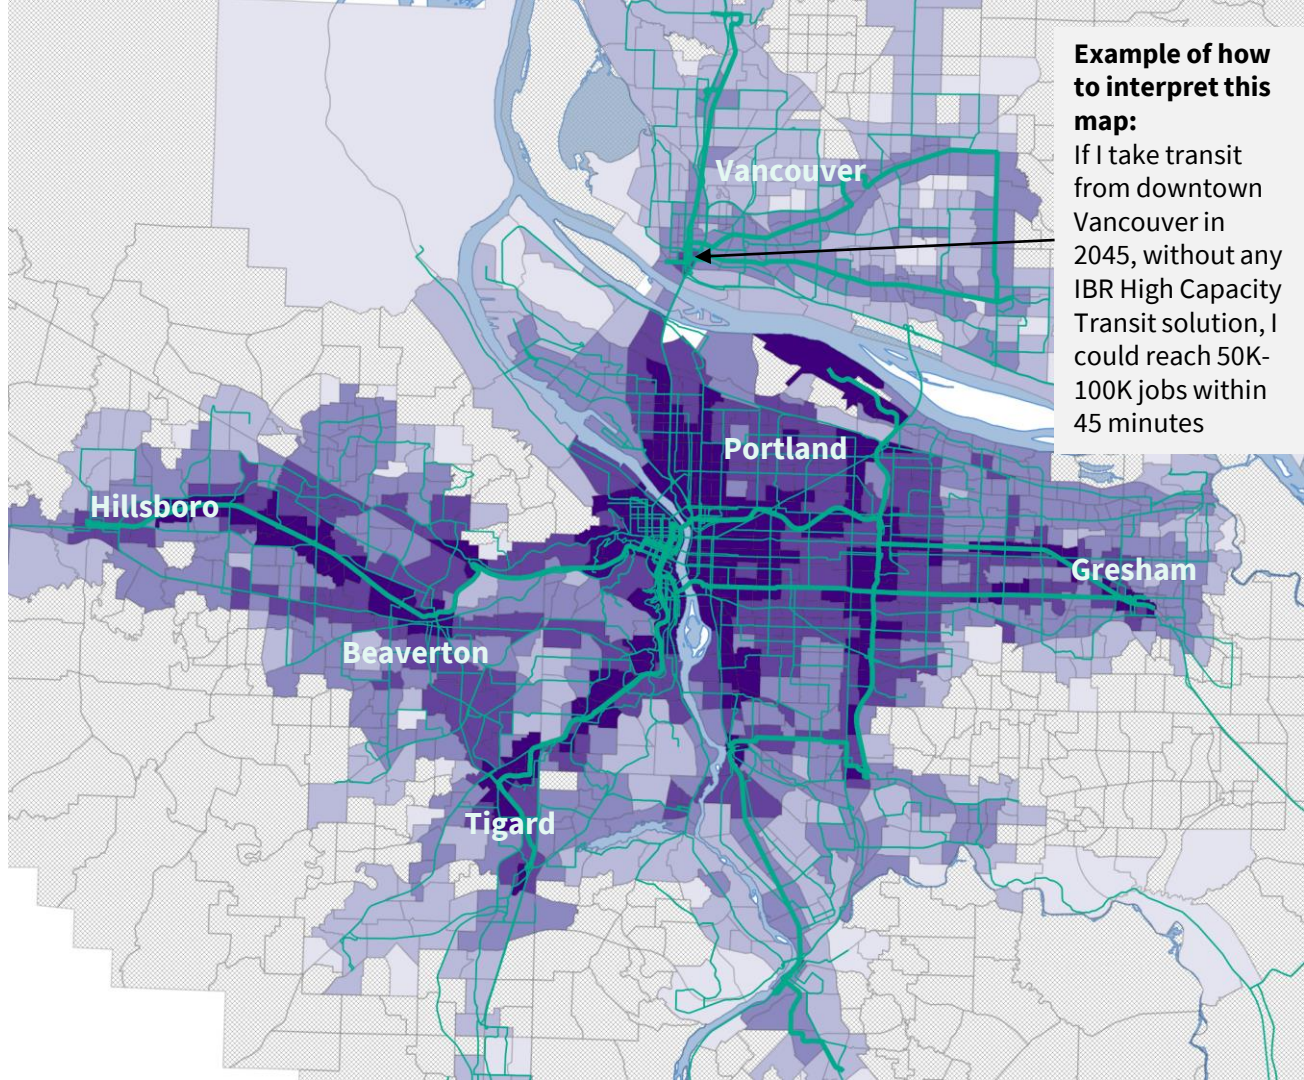 Example of how
to interpret this
map:
If I take transit
from downtown
Vancouver in
2045, without any
IBR High Capacity
Transit solution, I
could reach 50K-
100K jobs within
45 minutes
Vancouver
Portland
Hillsboro
Gresham
Beaverton
Tigard